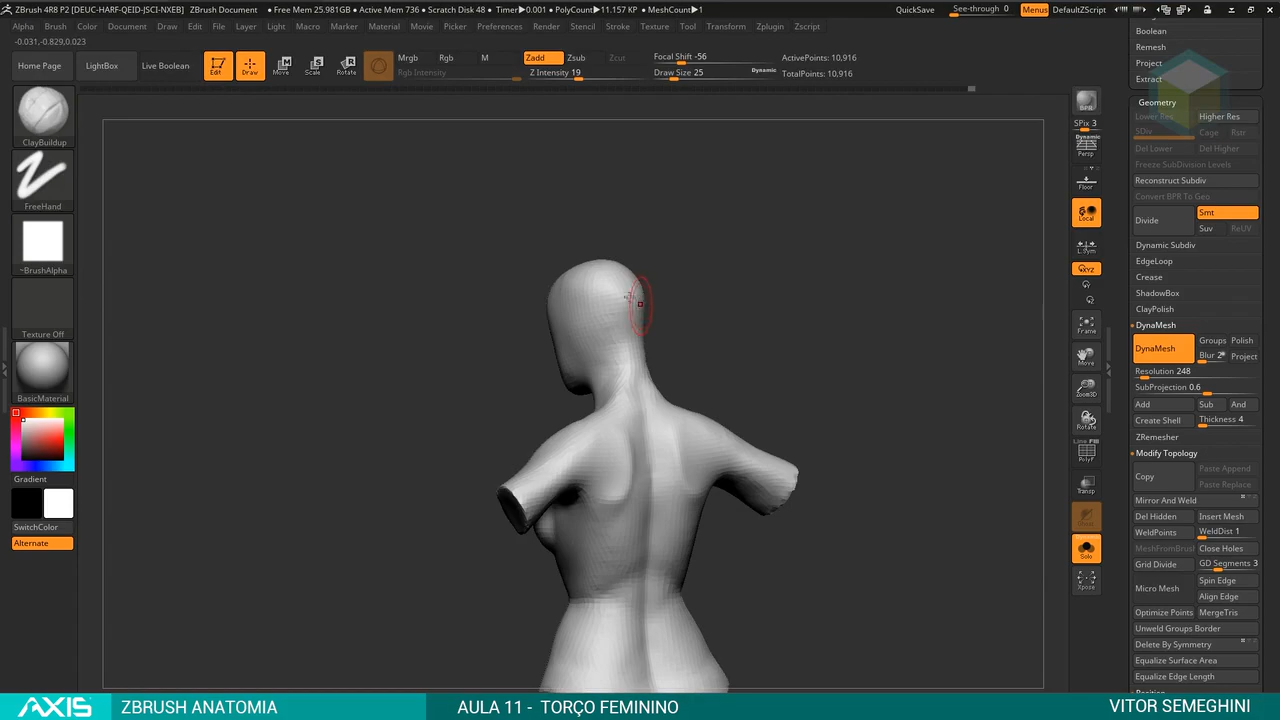 ZBrush 4R8 P2 [DEUC-HARF-QEID-JSCI-NXEB] ZBrush Document • Free Mem 25.981GB • Active Mem 736 • Scratch Disk 48 • Timer▶0.001 • PolyCount▶11.157 KP • MeshCount▶1 QuickSave See-through 0 Menus DefaultZScript
Alpha Brush Color Document Draw Edit File Layer Light Macro Marker Material Movie Picker Preferences Render Stencil Stroke Texture Tool Transform Zplugin Zscript
-0.031,-0.829,0.023
Home Page LightBox Live Boolean Edit Draw Move Scale Rotate
Mrgb Rgb M Zadd Zsub Zcut Focal Shift -56 ActivePoints: 10,916
Rgb Intensity Z Intensity 19 Draw Size 25 Dynamic TotalPoints: 10,916
ClayBuildup
FreeHand
~BrushAlpha
Texture Off
BasicMaterial
Gradient
SwitchColor
Alternate
BPR
SPix 3
Dynamic
Persp
Floor
Local
L.Sym
XYZ
Frame
Move
Zoom3D
Rotate
Line Fill
PolyF
Transp
Dynamic
Solo
Xpose
Boolean
Remesh
Project
Extract
Geometry
Lower Res Higher Res
SDiv Cage Rstr
Del Lower Del Higher
Freeze SubDivision Levels
Reconstruct Subdiv
Convert BPR To Geo
Divide Smt
Suv ReUV
Dynamic Subdiv
EdgeLoop
Crease
ShadowBox
ClayPolish
DynaMesh
DynaMesh Groups Polish
Blur 2 Project
Resolution 248
SubProjection 0.6
Add Sub And
Create Shell Thickness 4
ZRemesher
Modify Topology
Copy Paste Append
Paste Replace
Mirror And Weld
Del Hidden Insert Mesh
WeldPoints WeldDist 1
MeshFromBrush Close Holes
Grid Divide GD Segments 3
Micro Mesh Spin Edge
Align Edge
Optimize Points MergeTris
Unweld Groups Border
Delete By Symmetry
Equalize Surface Area
Equalize Edge Length
AXIS ZBRUSH ANATOMIA AULA 11 - TORÇO FEMININO VITOR SEMEGHINI